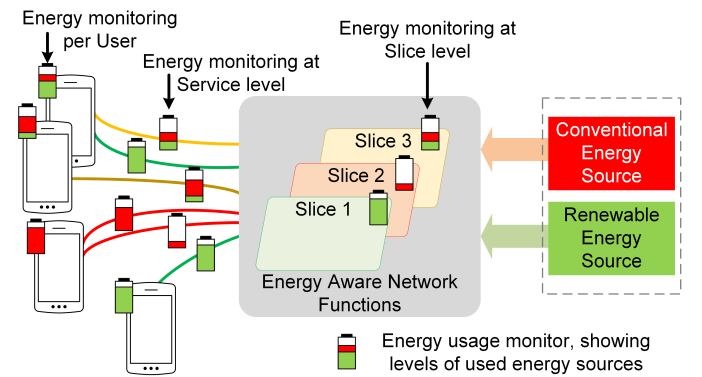 Energy monitoring
per User
Energy monitoring at
Service level
Energy monitoring at
Slice level
Slice 3
Slice 2
Slice 1
Energy Aware Network
Functions
Conventional
Energy
Source
Renewable
Energy
Source
Energy usage monitor, showing
levels of used energy sources